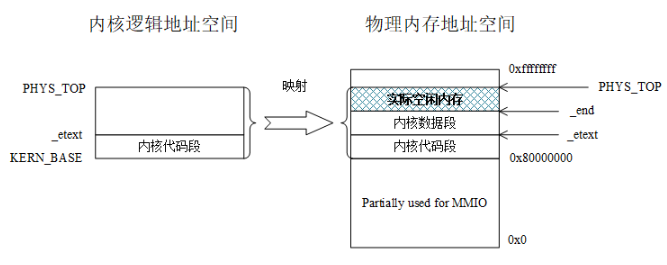 内核逻辑地址空间
物理内存地址空间
0xffffffff
PHYS_TOP
映射
实际空闲内存
PHYS_TOP
_end
_etext
内核数据段
_etext
内核代码段
内核代码段
KERN_BASE
0x80000000
Partially used for MMIO
0x0